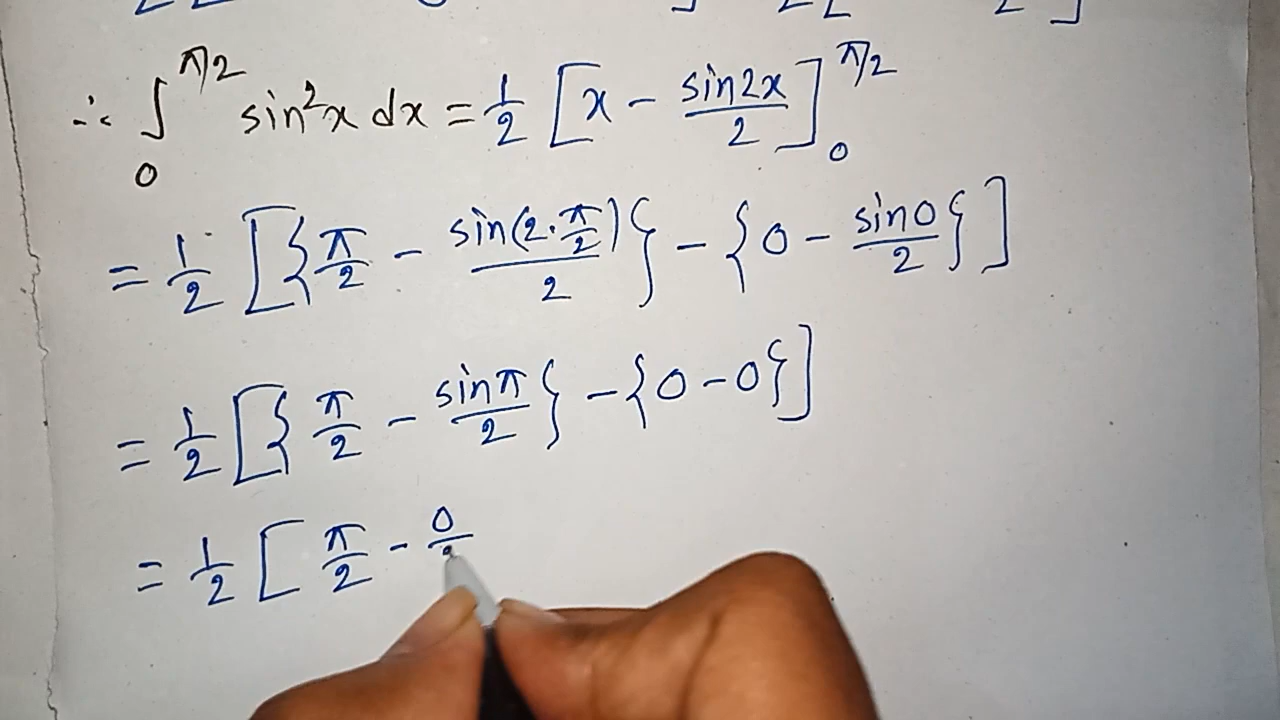 ∴ ∫₀^π/2 sin²x dx = 1/2 [x - sin2x/2]₀^π/2
= 1/2 [{π/2 - sin(2·π/2)/2} - {0 - sin0/2}]
= 1/2 [{π/2 - sinπ/2} - {0 - 0}]
= 1/2 [π/2 - 0/